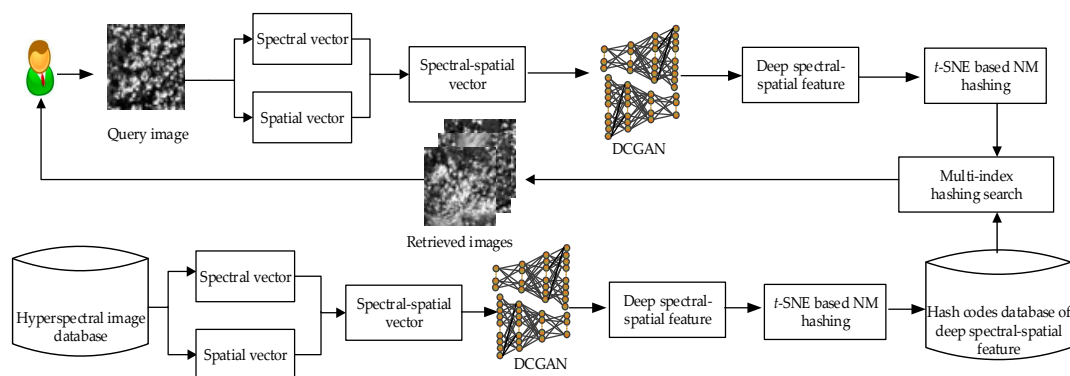 Query image
Spectral vector
Spatial vector
Spectral-spatial
vector
DCGAN
Deep spectral-
spatial feature
t-SNE based NM
hashing
Multi-index
hashing search
Retrieved images
Hyperspectral image
database
Spectral vector
Spatial vector
Spectral-spatial
vector
DCGAN
Deep spectral-
spatial feature
t-SNE based NM
hashing
Hash codes database of
deep spectral-spatial
feature